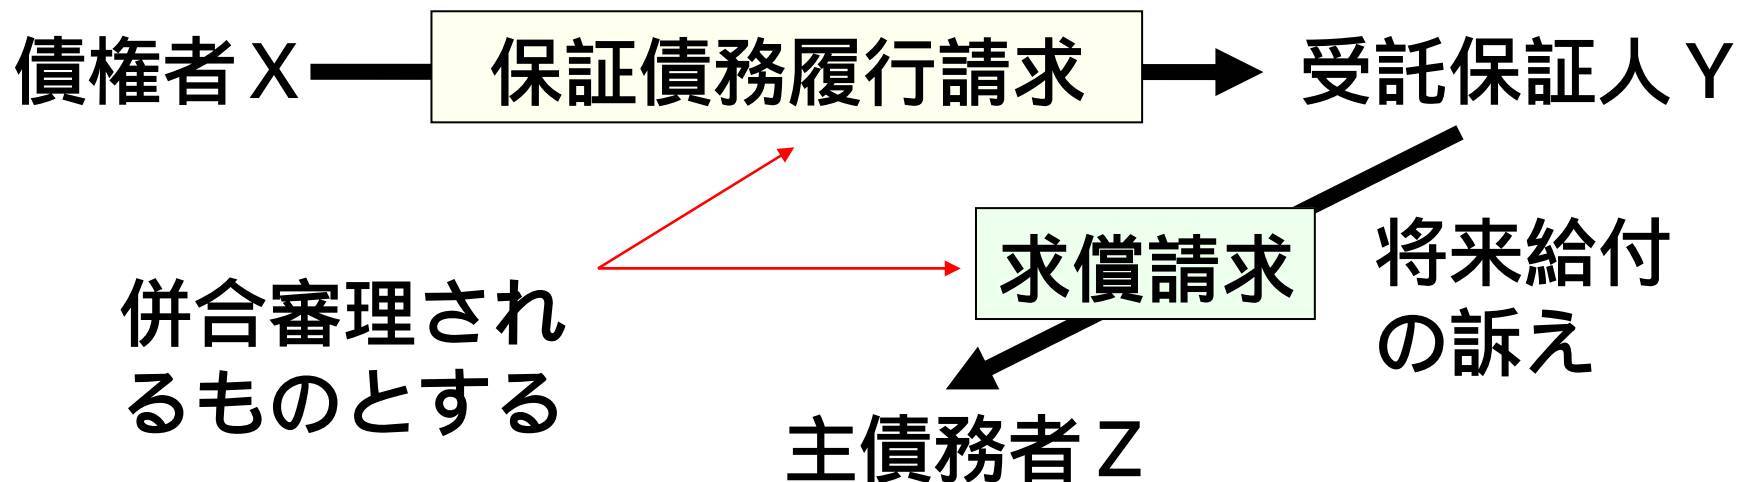 債権者Ｘ
保証債務履行請求
受託保証人Ｙ
求償請求
将来給付
の訴え
併合審理され
るものとする
主債務者Ｚ